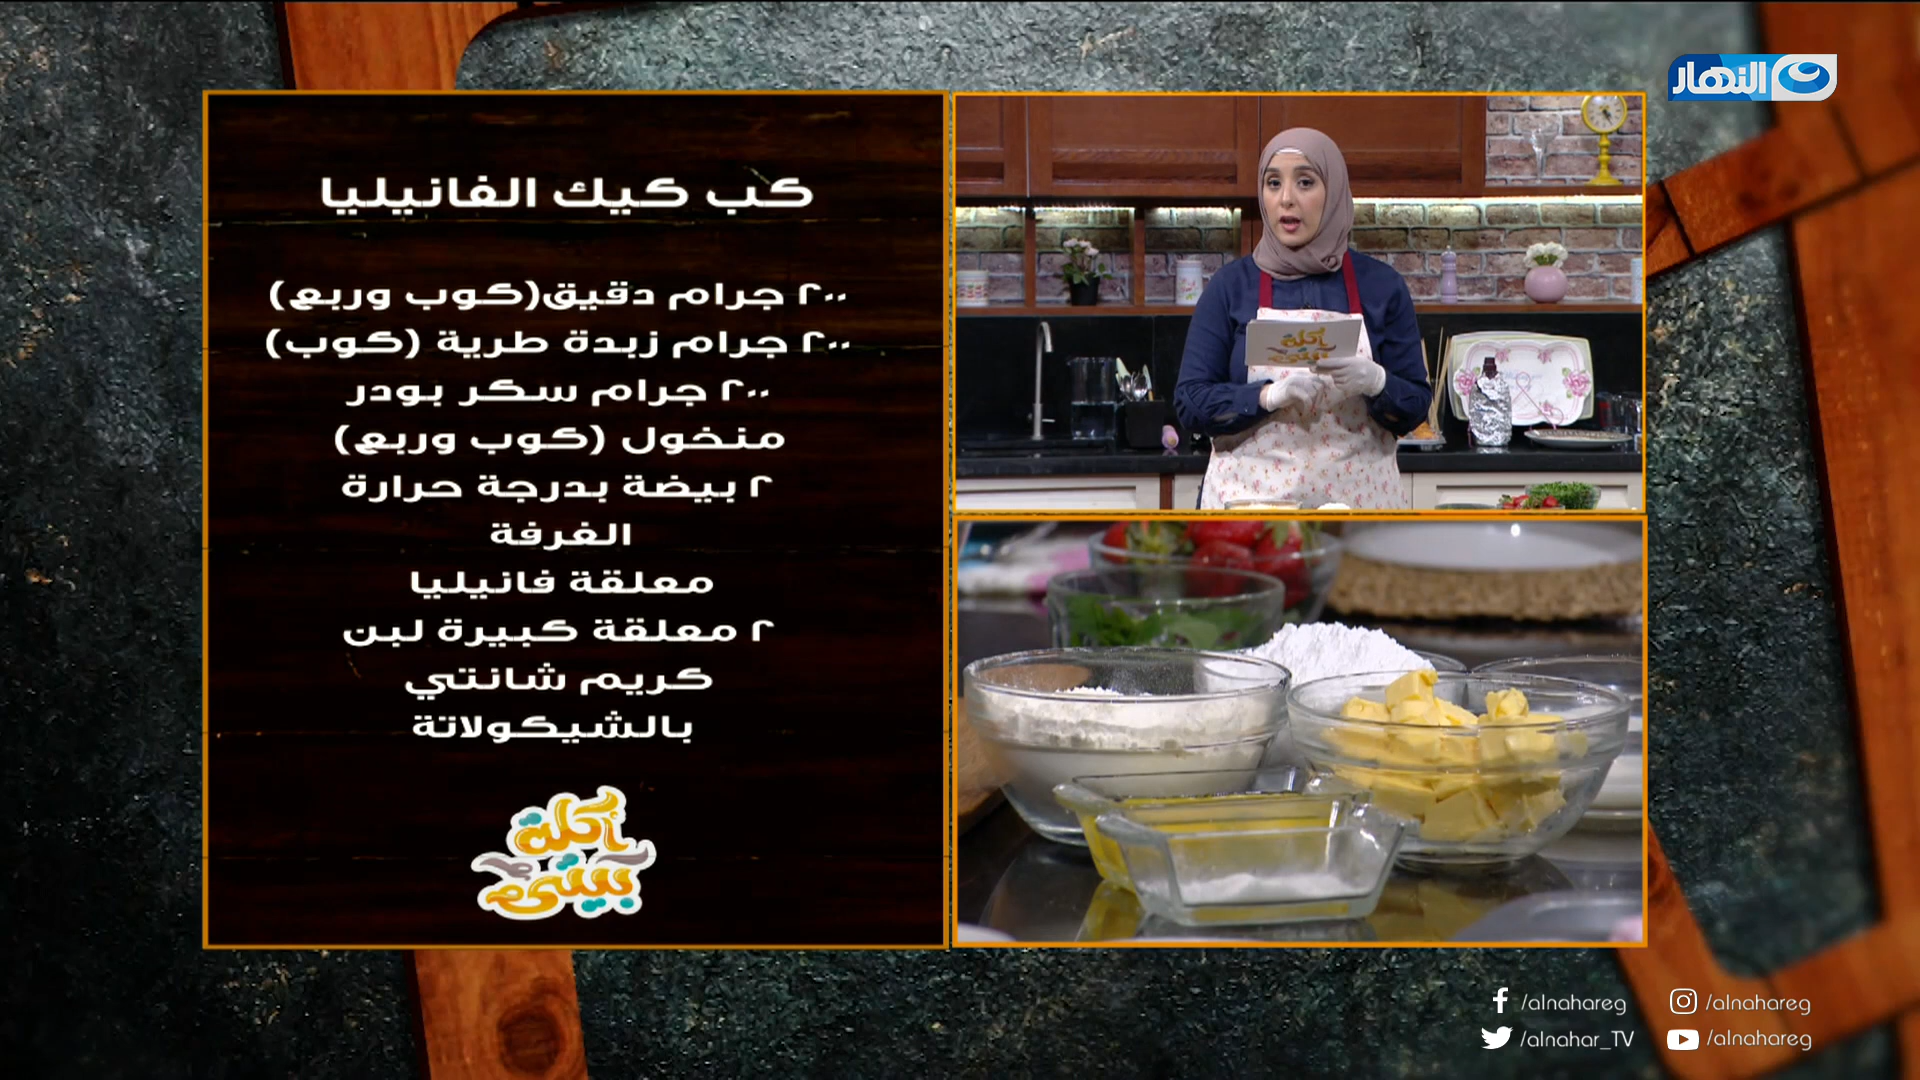 النهار
كب كيك الفانيليا
٢٠٠ جرام دقيق(كوب وربع)
٢٠٠ جرام زبدة طرية (كوب)
٢٠٠ جرام سكر بودر
منخول (كوب وربع)
٢ بيضة بدرجة حرارة
الغرفة
معلقة فانيليا
٢ معلقة كبيرة لبن
كريم شانتي
بالشيكولاتة
أكلة
بيتي
أكلة
بيتي
/alnahareg
/alnahareg
/alnahar_TV
/alnahareg